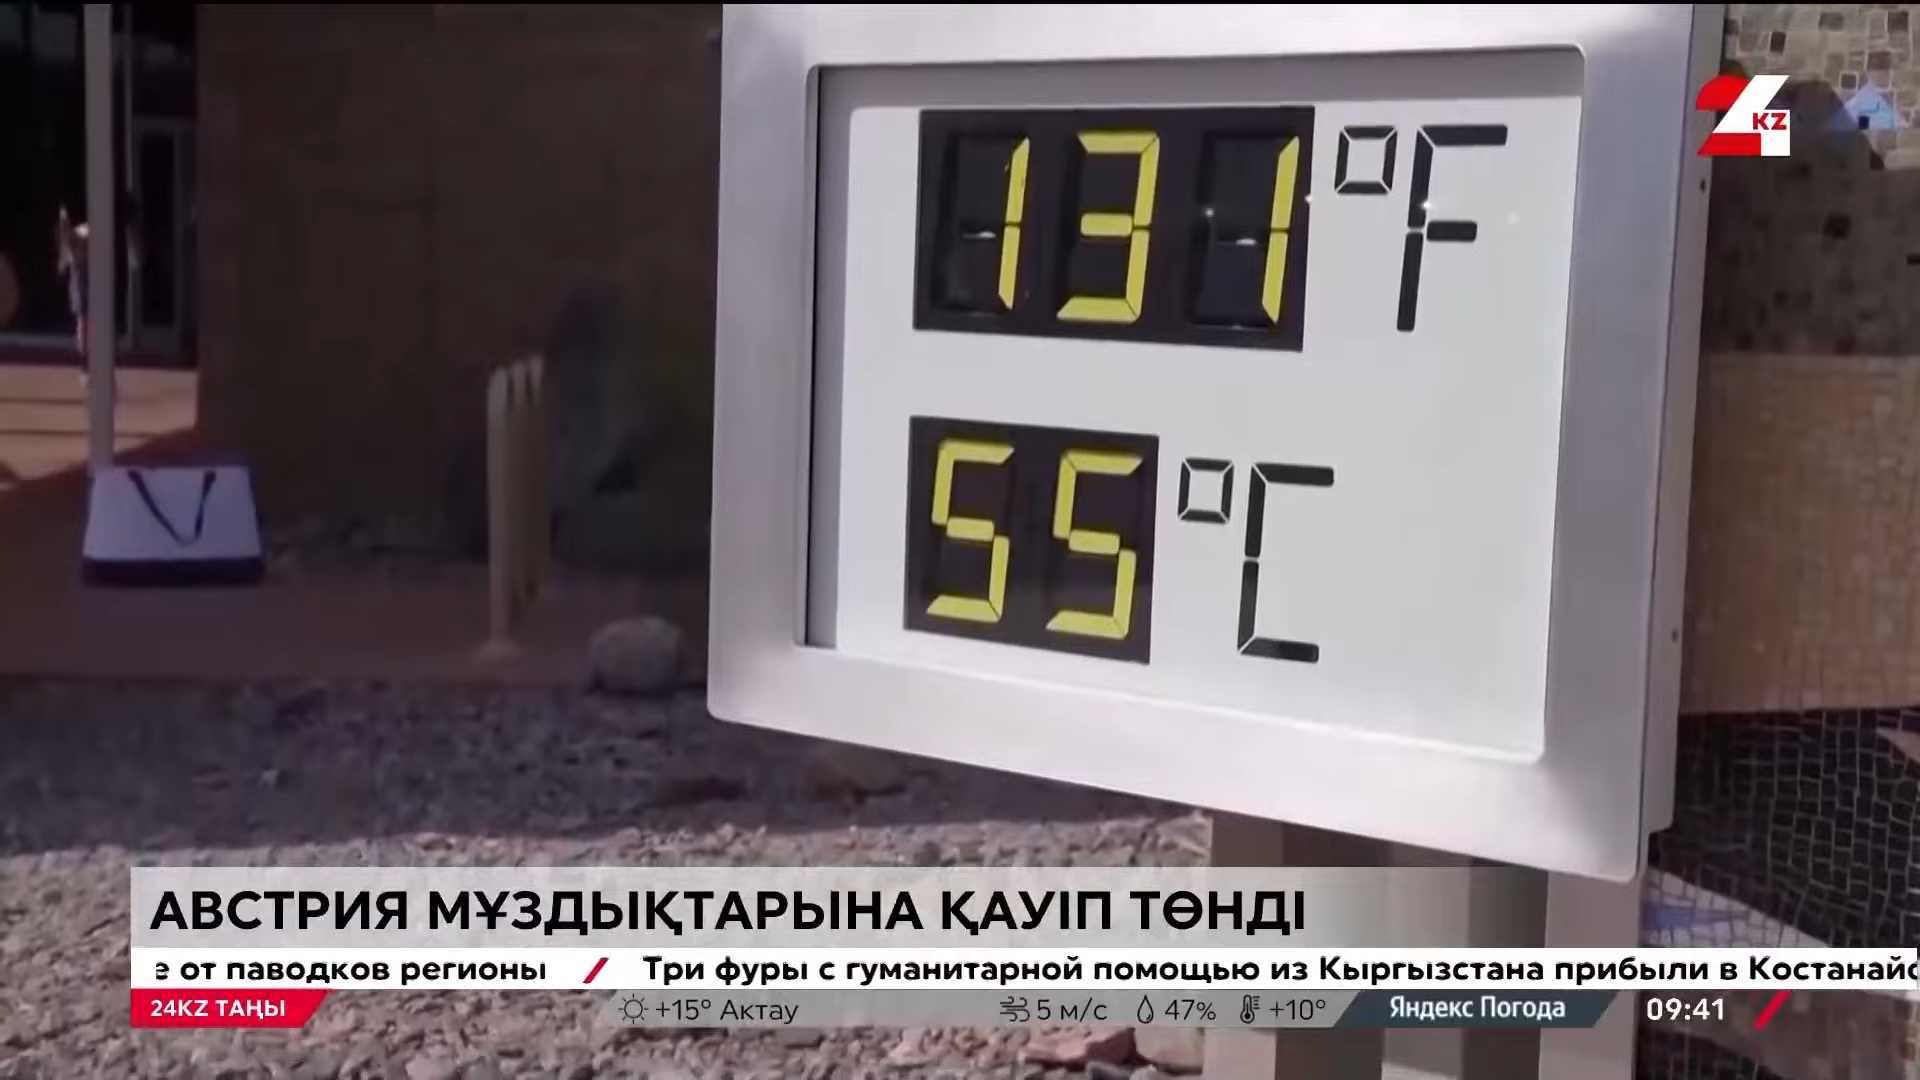 131°F
55°C
24
KZ
АВСТРИЯ МҰЗДЫҚТАРЫНА ҚАУІП ТӨНДІ
от паводков регионы / Три фуры с гуманитарной помощью из Кыргызстана прибыли в
24KZ ТАҢЫ +15° Актау 5 м/с 47% +10° Яндекс Погода 09:41